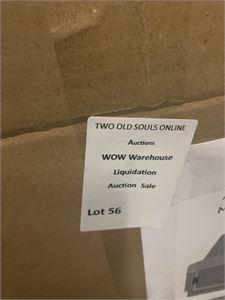 TWO OLD SOULS ONLINE
Auctions
WOW Warehouse
Liquidation
Auction Sale
Lot 56